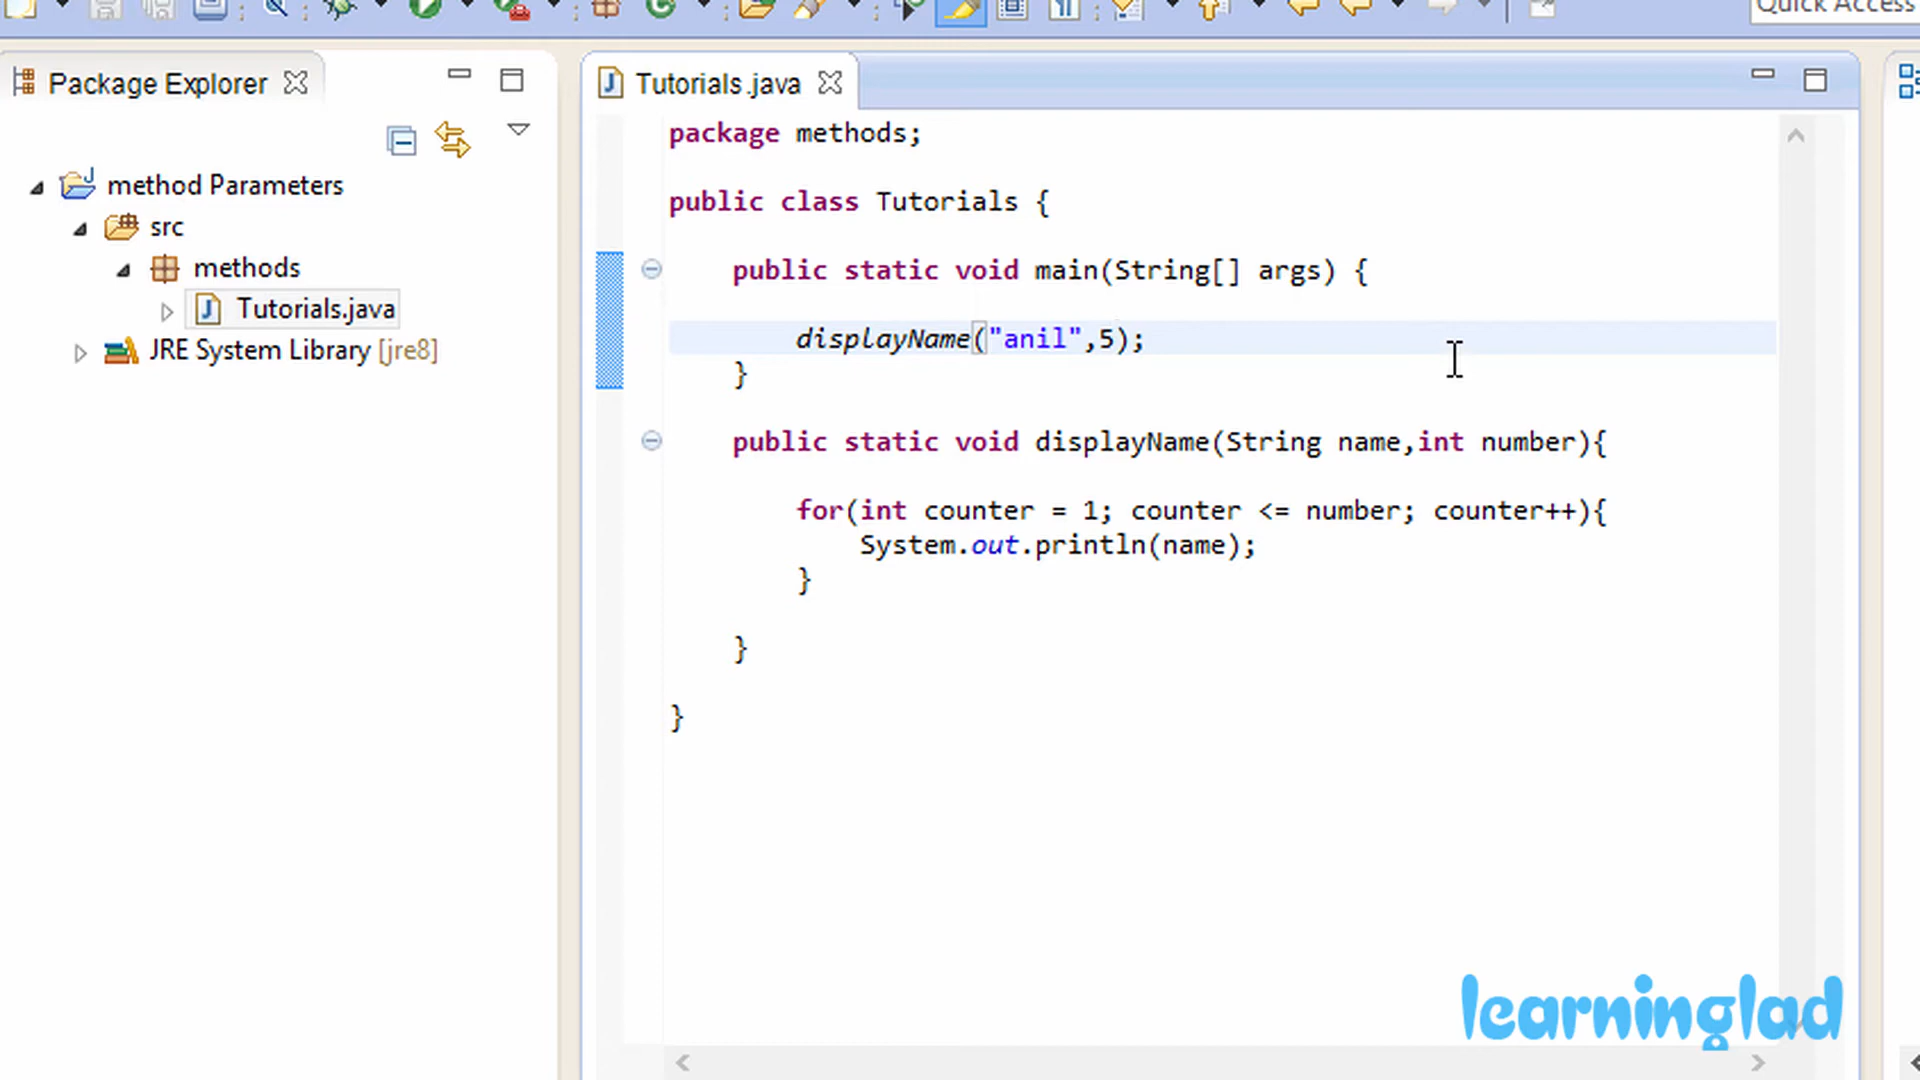 Quick Access
Package Explorer
Tutorials.java
method Parameters
src
methods
Tutorials.java
JRE System Library [jre8]
package methods;
public class Tutorials {
public static void main(String[] args) {
displayName("anil",5);
}
public static void displayName(String name,int number){
for(int counter = 1; counter <= number; counter++){
System.out.println(name);
}
}
}
learninglad